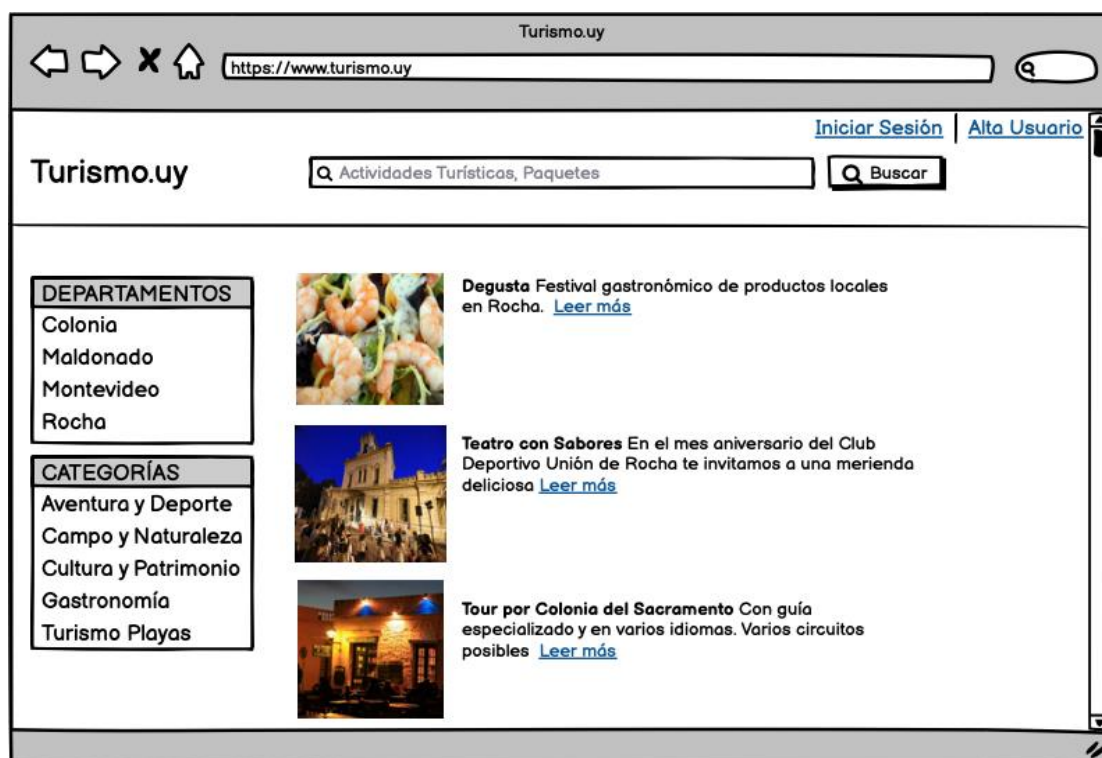 Turismo.uy
https://www.turismo.uy
Iniciar Sesión | Alta Usuario
Turismo.uy
Actividades Turísticas, Paquetes
Buscar
DEPARTAMENTOS
Colonia
Maldonado
Montevideo
Rocha
CATEGORÍAS
Aventura y Deporte
Campo y Naturaleza
Cultura y Patrimonio
Gastronomía
Turismo Playas
Degusta Festival gastronómico de productos locales
en Rocha. Leer más
Teatro con Sabores En el mes aniversario del Club
Deportivo Unión de Rocha te invitamos a una merienda
deliciosa Leer más
Tour por Colonia del Sacramento Con guía
especializado y en varios idiomas. Varios circuitos
posibles Leer más